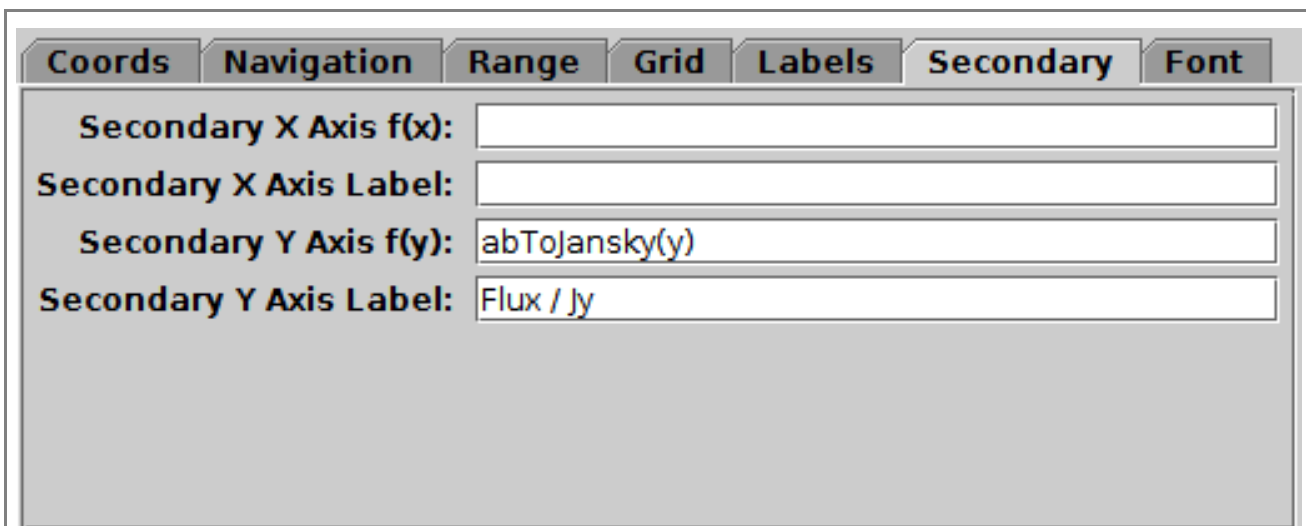 Coords Navigation Range Grid Labels Secondary Font
Secondary X Axis f(x):
Secondary X Axis Label:
Secondary Y Axis f(y): abToJansky(y)
Secondary Y Axis Label: Flux / Jy